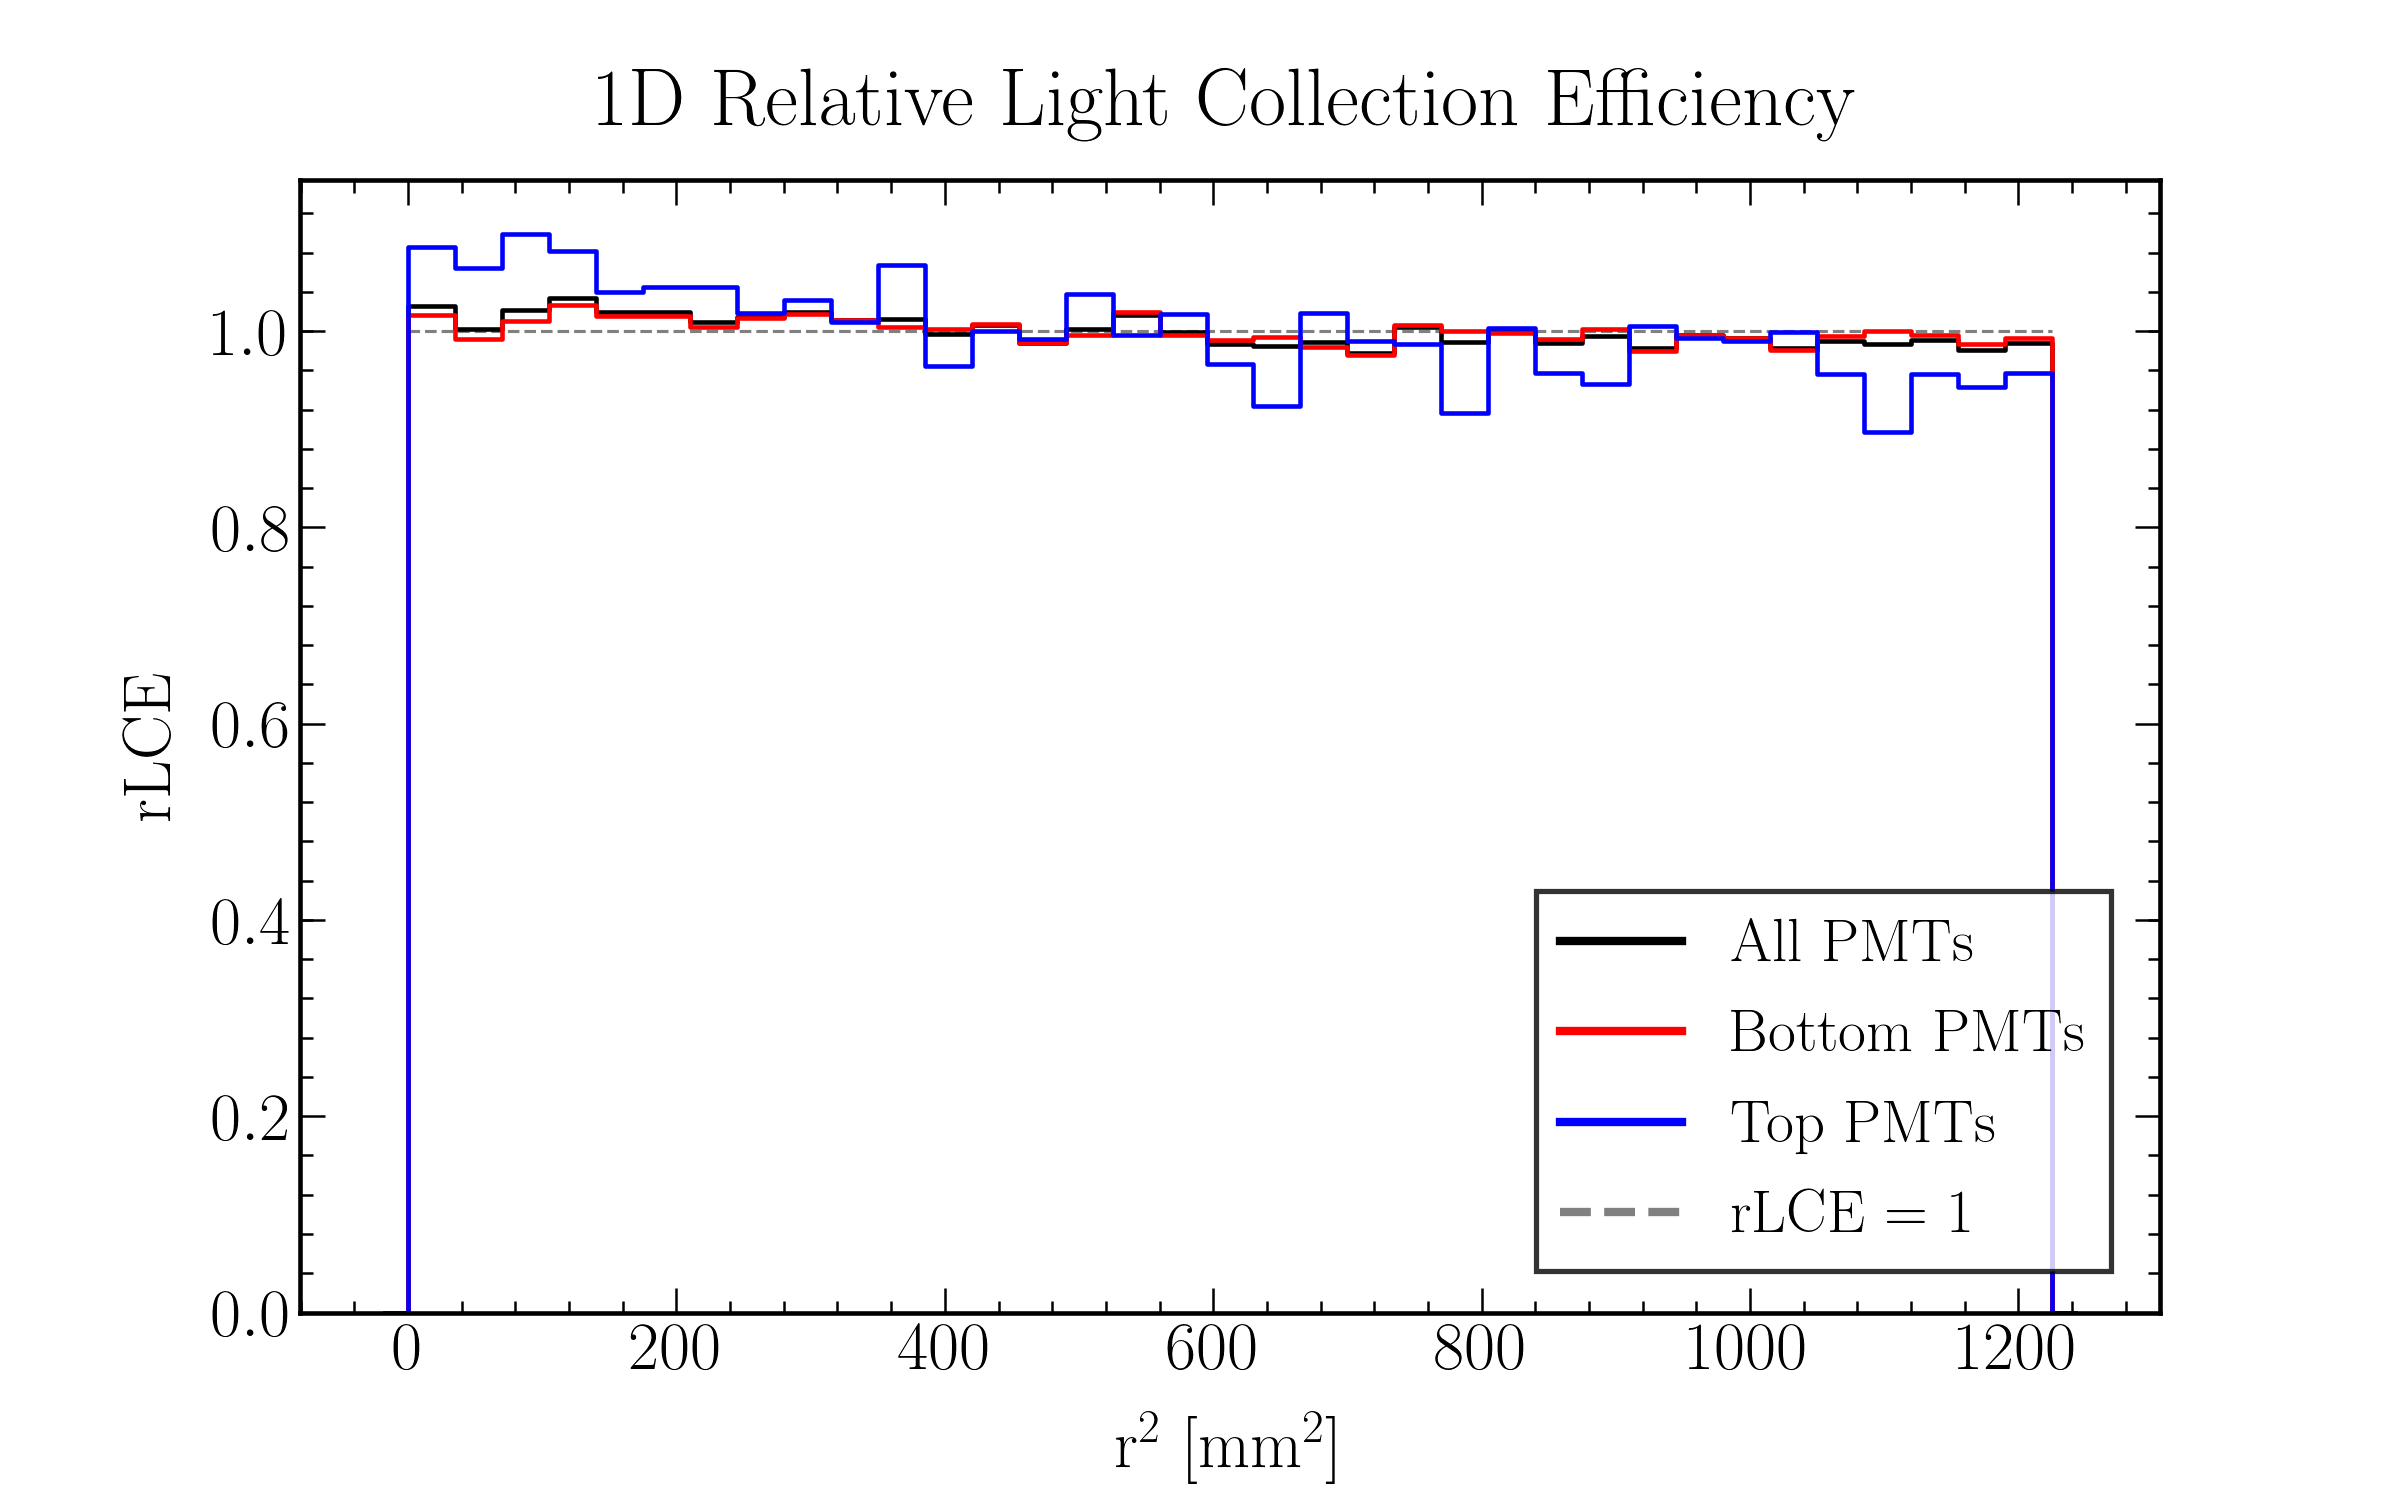 1D Relative Light Collection Efficiency
rLCE
1.0
0.8
0.6
0.4
0.2
0.0
0 200 400 600 800 1000 1200
r² [mm²]
All PMTs
Bottom PMTs
Top PMTs
rLCE = 1